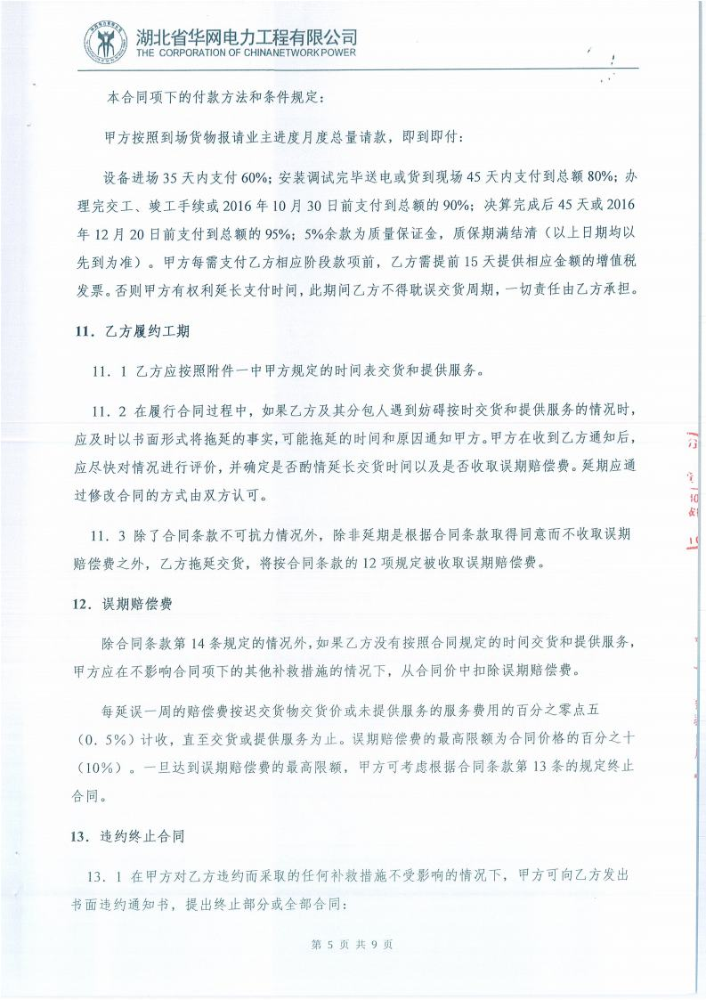 湖北省华网电力工程有限公司
THE CORPORATION OF CHINANETWORK POWER
本合同项下的付款方法和条件规定：
甲方按照到场货物报请业主进度月度总量请款，即到即付：
设备进场 35 天内支付 60%；安装调试完毕送电或货到现场 45 天内支付到总额 80%；办
理完交工、竣工手续或 2016 年 10 月 30 日前支付到总额的 90%；决算完成后 45 天或 2016
年 12 月 20 日前支付到总额的 95%；5%余款为质量保证金，质保期满结清（以上日期均以
先到为准）。甲方每需支付乙方相应阶段款项前，乙方需提前 15 天提供相应金额的增值税
发票。否则甲方有权利延长支付时间，此期间乙方不得耽误交货周期，一切责任由乙方承担。
11．乙方履约工期
11．1 乙方应按照附件一中甲方规定的时间表交货和提供服务。
11．2 在履行合同过程中，如果乙方及其分包人遇到妨碍按时交货和提供服务的情况时，
应及时以书面形式将拖延的事实，可能拖延的时间和原因通知甲方。甲方在收到乙方通知后，
应尽快对情况进行评价，并确定是否酌情延长交货时间以及是否收取误期赔偿费。延期应通
过修改合同的方式由双方认可。
11．3 除了合同条款不可抗力情况外，除非延期是根据合同条款取得同意而不收取误期
赔偿费之外，乙方拖延交货，将按合同条款的 12 项规定被收取误期赔偿费。
12．误期赔偿费
除合同条款第 14 条规定的情况外，如果乙方没有按照合同规定的时间交货和提供服务，
甲方应在不影响合同项下的其他补救措施的情况下，从合同价中扣除误期赔偿费。
每延误一周的赔偿费按迟交货物交货价或未提供服务的服务费用的百分之零点五
（0．5%）计收，直至交货或提供服务为止。误期赔偿费的最高限额为合同价格的百分之十
（10%）。一旦达到误期赔偿费的最高限额，甲方可考虑根据合同条款第 13 条的规定终止
合同。
13．违约终止合同
13．1 在甲方对乙方违约而采取的任何补救措施不受影响的情况下，甲方可向乙方发出
书面违约通知书，提出终止部分或全部合同：
第 5 页 共 9 页